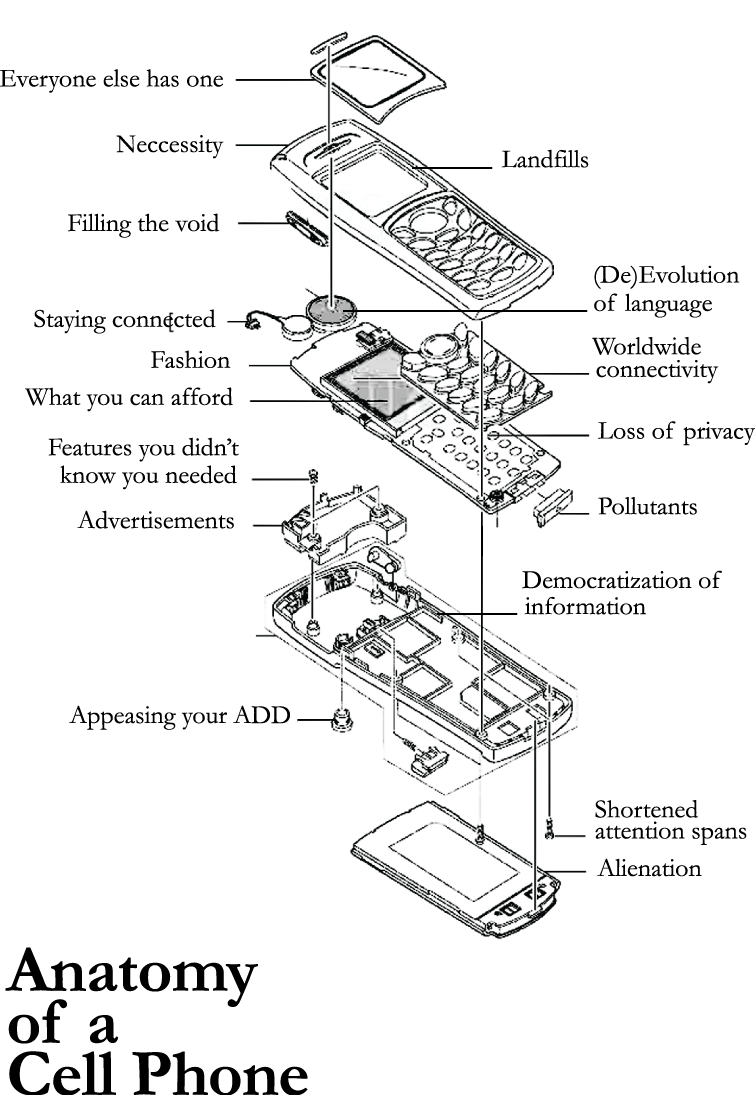 Everyone else has one
Neccessity
Landfills
Filling the void
(De)Evolution
of language
Staying connected
Worldwide
connectivity
Fashion
What you can afford
Loss of privacy
Features you didn't
know you needed
Pollutants
Advertisements
Democratization of
information
Appeasing your ADD
Shortened
attention spans
Alienation
Anatomy
of a
Cell Phone